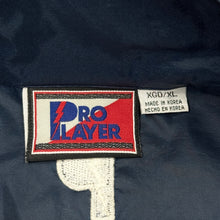 PRO
PLAYER
XGD/XL
MADE IN KOREA
HECHO EN KOREA